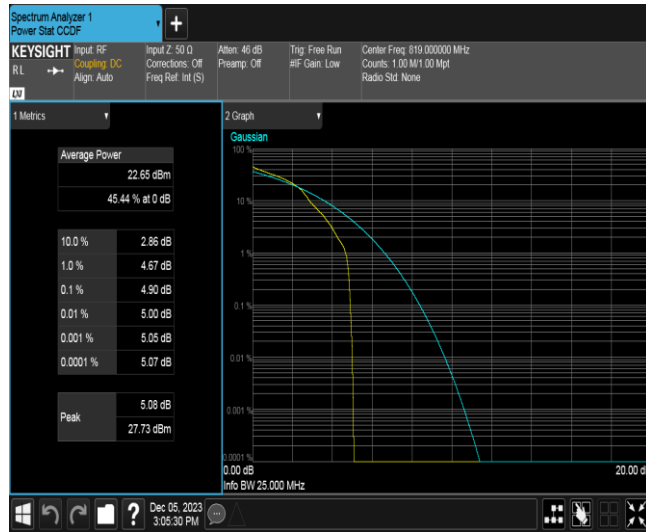 Spectrum Analyzer 1
Power Stat CCDF
+
KEYSIGHT Input: RF Input Z: 50 Ω Atten: 46 dB Trig: Free Run Center Freq: 819.000000 MHz
RL Coupling: DC Corrections: Off Preamp: Off #IF Gain: Low Counts: 1.00 M/1.00 Mpt
Align: Auto Freq Ref: Int (S) Radio Std: None
LXI
1 Metrics
Average Power
22.65 dBm
45.44 % at 0 dB
10.0 % 2.86 dB
1.0 % 4.67 dB
0.1 % 4.90 dB
0.01 % 5.00 dB
0.001 % 5.05 dB
0.0001 % 5.07 dB
Peak 5.08 dB
27.73 dBm
2 Graph
Gaussian
100 %
10 %
1 %
0.1 %
0.01 %
0.001 %
0.0001 %
0.00 dB 20.00 d
Info BW 25.000 MHz
? Dec 05, 2023
3:05:30 PM